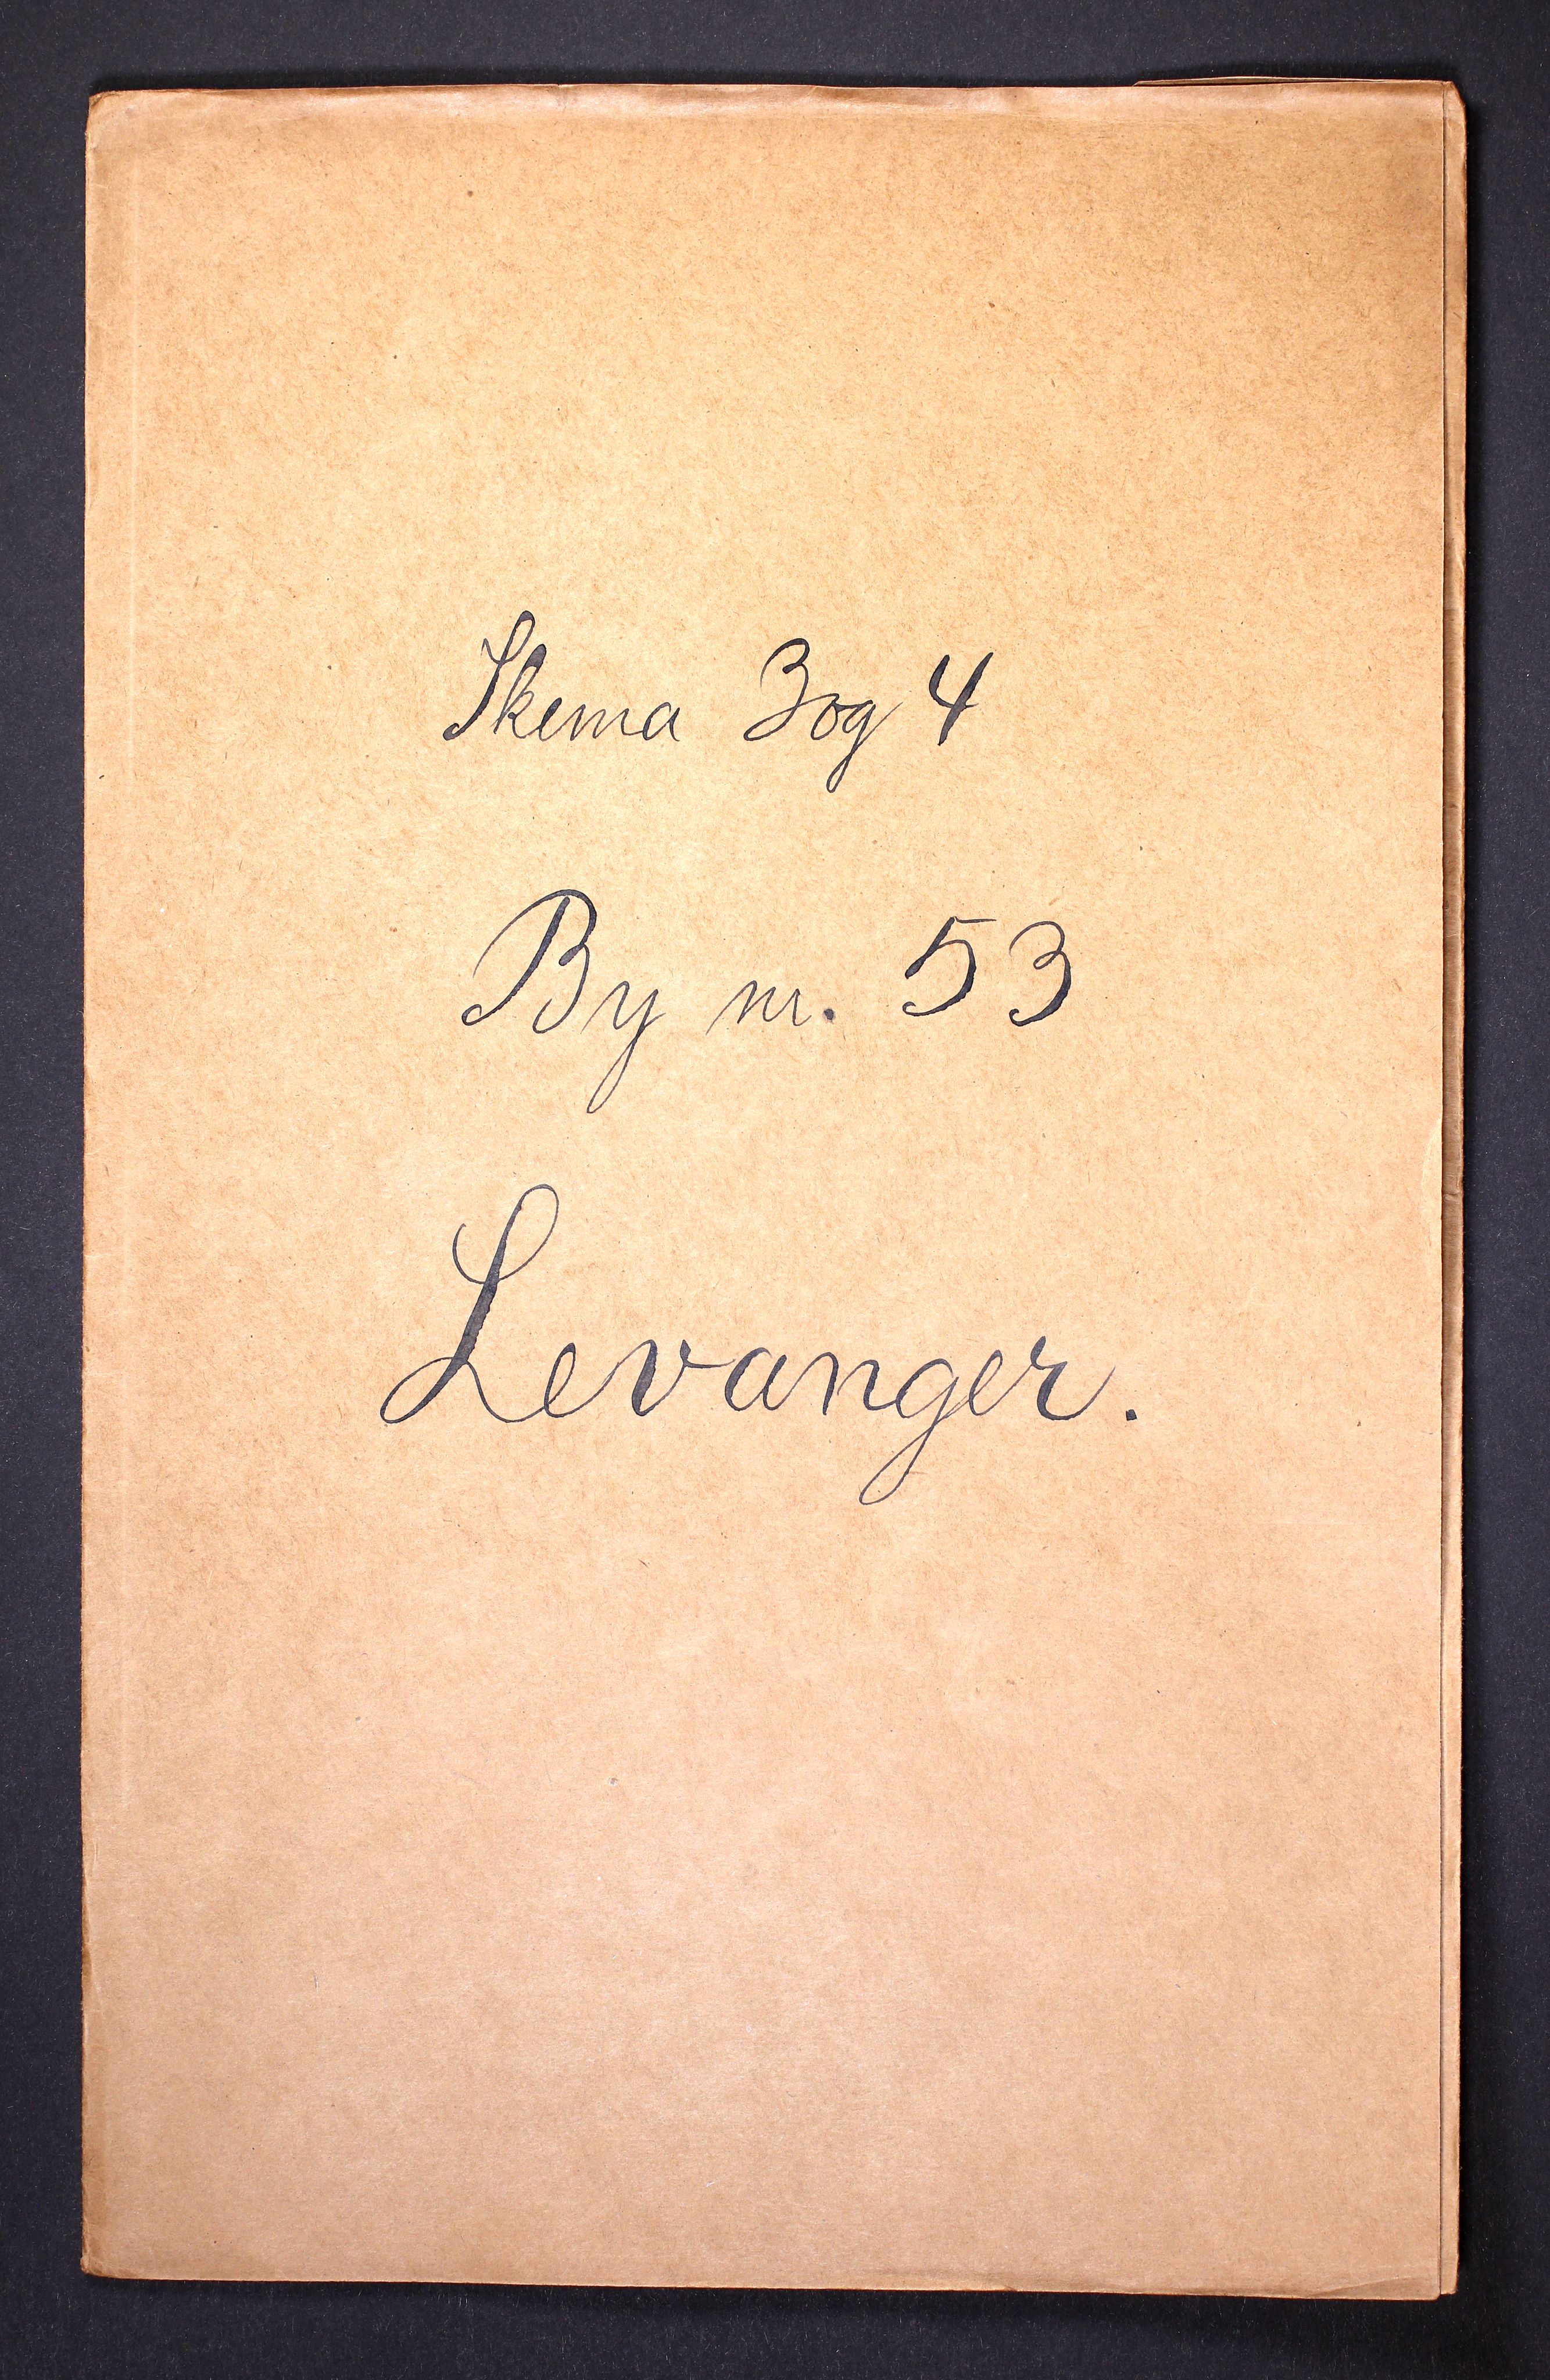 Skema 3 og 4
By nr. 53
Levanger.